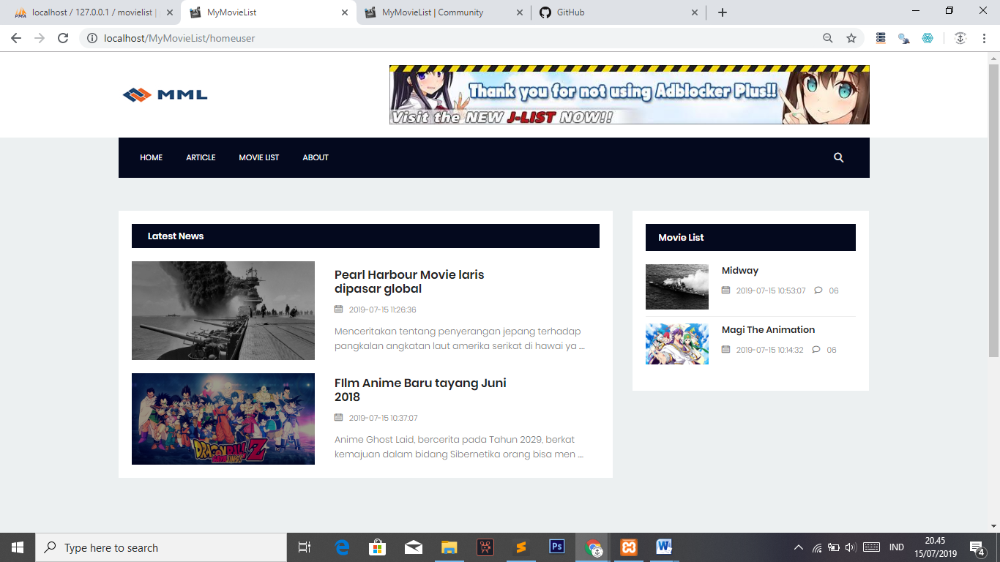 localhost / 127.0.0.1 / movielist |
MyMovieList
MyMovieList | Community
GitHub
localhost/MyMovieList/homeuser
MML
Thank you for not using Adblocker Plus!!
Visit the NEW J-LIST NOW!!
HOME
ARTICLE
MOVIE LIST
ABOUT
Latest News
Pearl Harbour Movie laris
dipasar global
2019-07-15 11:26:36
Menceritakan tentang penyerangan jepang terhadap
pangkalan angkatan laut amerika serikat di hawai ya ...
DRAGON BALL Z
FIlm Anime Baru tayang Juni
2018
2019-07-15 10:37:07
Anime Ghost Laid, bercerita pada Tahun 2029, berkat
kemajuan dalam bidang Sibernetika orang bisa men ...
Movie List
Midway
2019-07-15 10:53:07 06
Magi The Animation
2019-07-15 10:14:32 06
Type here to search
IND
20.45
15/07/2019
4